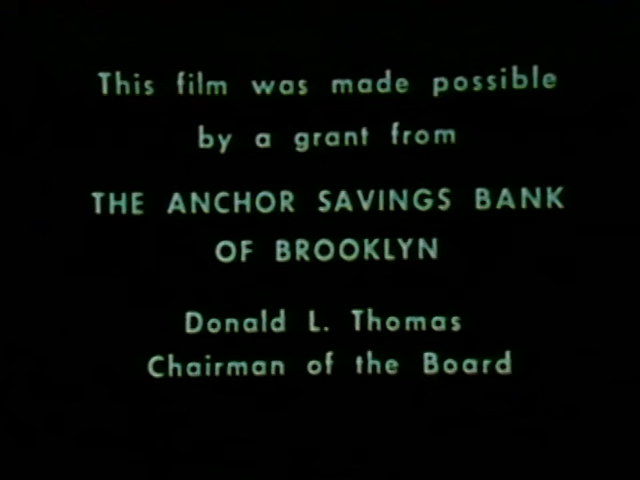 This film was made possible
by a grant from
THE ANCHOR SAVINGS BANK
OF BROOKLYN
Donald L. Thomas
Chairman of the Board